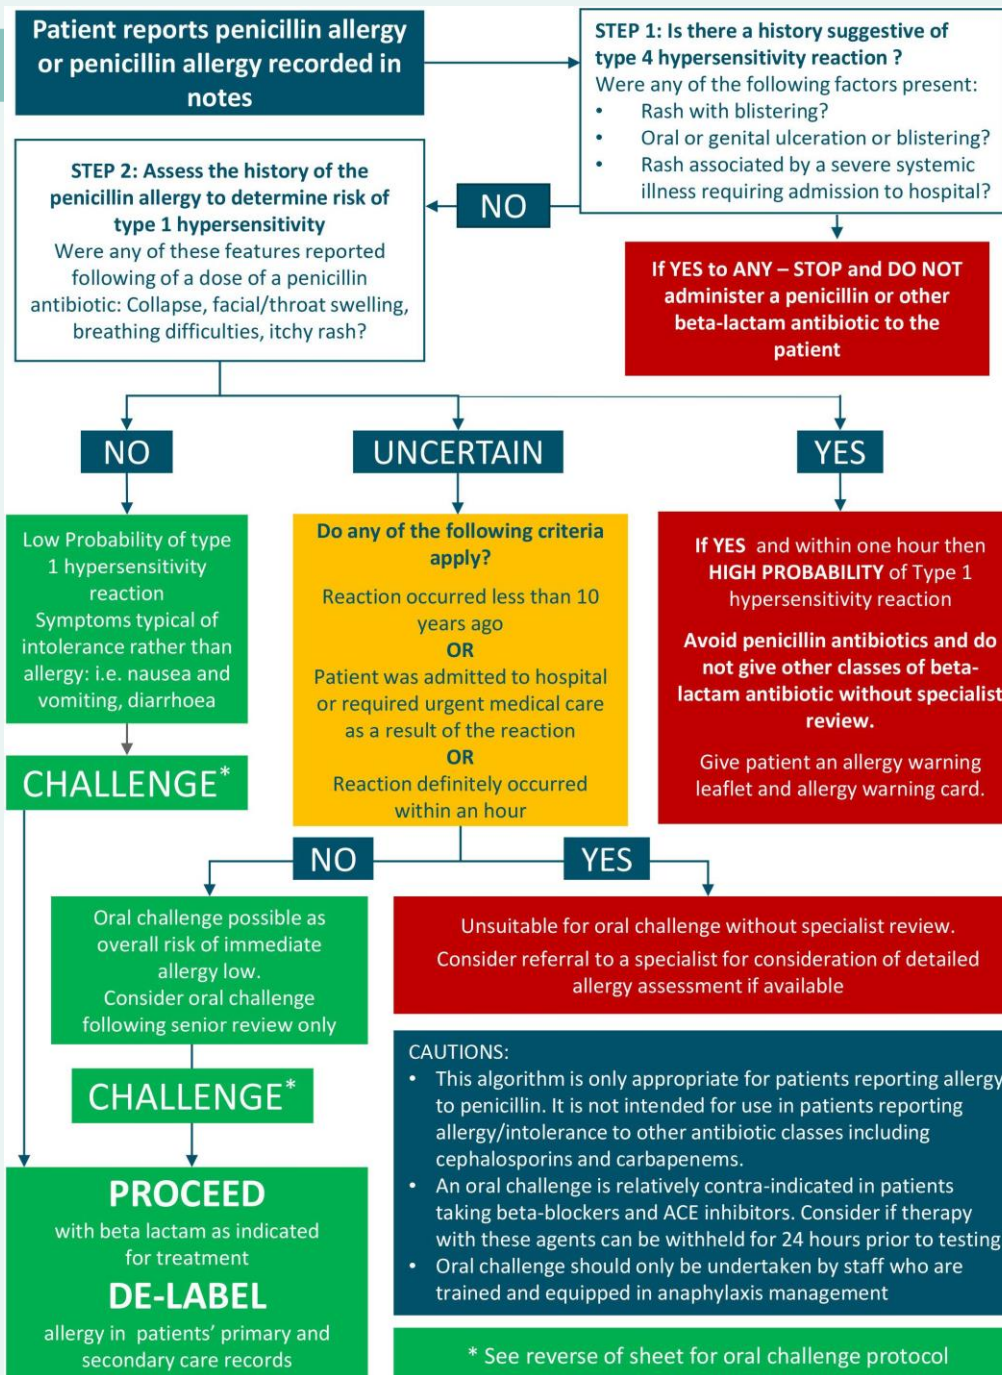 Patient reports penicillin allergy
or penicillin allergy recorded in
notes
STEP 1: Is there a history suggestive of
type 4 hypersensitivity reaction ?
Were any of the following factors present:
• Rash with blistering?
• Oral or genital ulceration or blistering?
• Rash associated by a severe systemic
illness requiring admission to hospital?
NO
If YES to ANY – STOP and DO NOT
administer a penicillin or other
beta-lactam antibiotic to the
patient
STEP 2: Assess the history of the
penicillin allergy to determine risk of
type 1 hypersensitivity
Were any of these features reported
following of a dose of a penicillin
antibiotic: Collapse, facial/throat swelling,
breathing difficulties, itchy rash?
NO
UNCERTAIN
YES
Low Probability of type
1 hypersensitivity
reaction
Symptoms typical of
intolerance rather than
allergy: i.e. nausea and
vomiting, diarrhoea
CHALLENGE*
Do any of the following criteria
apply?
Reaction occurred less than 10
years ago
OR
Patient was admitted to hospital
or required urgent medical care
as a result of the reaction
OR
Reaction definitely occurred
within an hour
If YES and within one hour then
HIGH PROBABILITY of Type 1
hypersensitivity reaction
Avoid penicillin antibiotics and do
not give other classes of beta-
lactam antibiotic without specialist
review.
Give patient an allergy warning
leaflet and allergy warning card.
NO
YES
Oral challenge possible as
overall risk of immediate
allergy low.
Consider oral challenge
following senior review only
CHALLENGE*
Unsuitable for oral challenge without specialist review.
Consider referral to a specialist for consideration of detailed
allergy assessment if available
PROCEED
with beta lactam as indicated
for treatment
DE-LABEL
allergy in patients’ primary and
secondary care records
CAUTIONS:
• This algorithm is only appropriate for patients reporting allergy
to penicillin. It is not intended for use in patients reporting
allergy/intolerance to other antibiotic classes including
cephalosporins and carbapenems.
• An oral challenge is relatively contra-indicated in patients
taking beta-blockers and ACE inhibitors. Consider if therapy
with these agents can be withheld for 24 hours prior to testing
• Oral challenge should only be undertaken by staff who are
trained and equipped in anaphylaxis management
* See reverse of sheet for oral challenge protocol